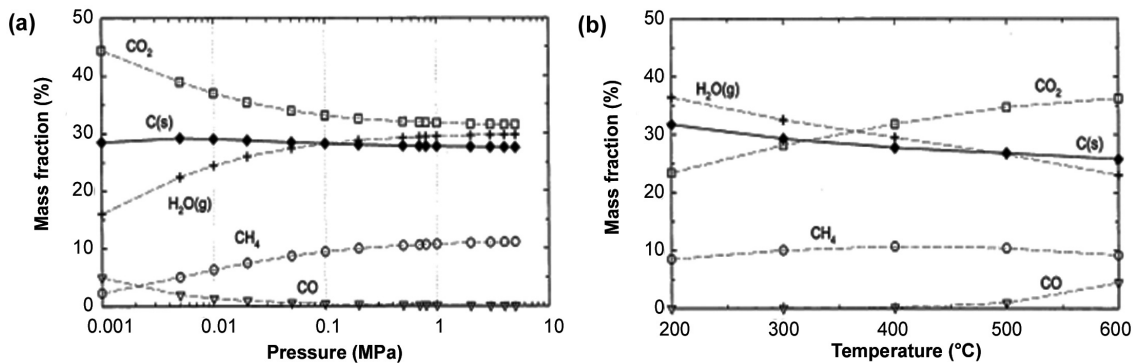 (a)
Mass fraction (%)
50
40
30
20
10
0
CO₂
C(s)
H₂O(g)
CH₄
CO
0.001 0.01 0.1 1 10
Pressure (MPa)
(b)
Mass fraction (%)
50
40
30
20
10
0
H₂O(g)
CO₂
C(s)
CH₄
CO
200 300 400 500 600
Temperature (°C)